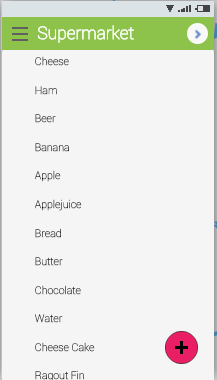 Supermarket
Cheese
Ham
Beer
Banana
Apple
Applejuice
Bread
Butter
Chocolate
Water
Cheese Cake
Ragout Fin